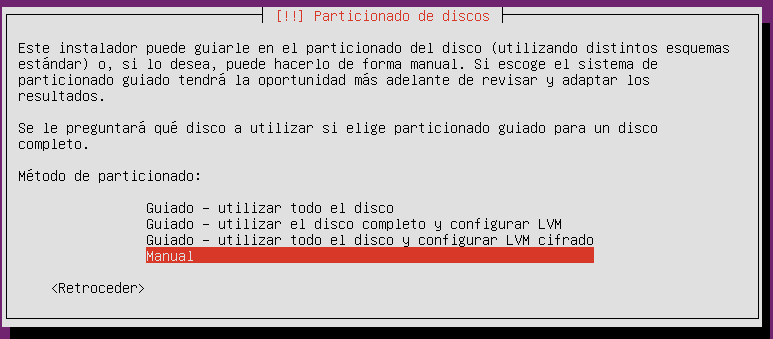 [!!] Particionado de discos
Este instalador puede guiarle en el particionado del disco (utilizando distintos esquemas
estándar) o, si lo desea, puede hacerlo de forma manual. Si escoge el sistema de
particionado guiado tendrá la oportunidad más adelante de revisar y adaptar los
resultados.
Se le preguntará qué disco a utilizar si elige particionado guiado para un disco
completo.
Método de particionado:
Guiado – utilizar todo el disco
Guiado – utilizar el disco completo y configurar LVM
Guiado – utilizar todo el disco y configurar LVM cifrado
Manual
<Retroceder>